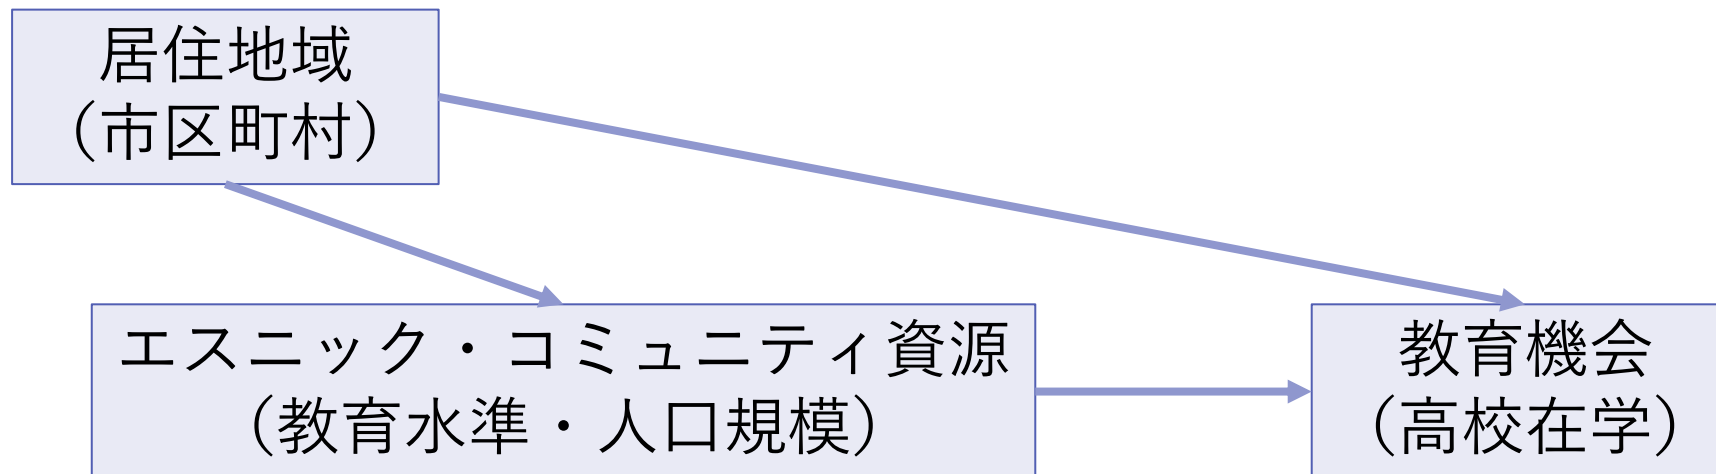 居住地域
（市区町村）
エスニック・コミュニティ資源
（教育水準・人口規模）
教育機会
（高校在学）